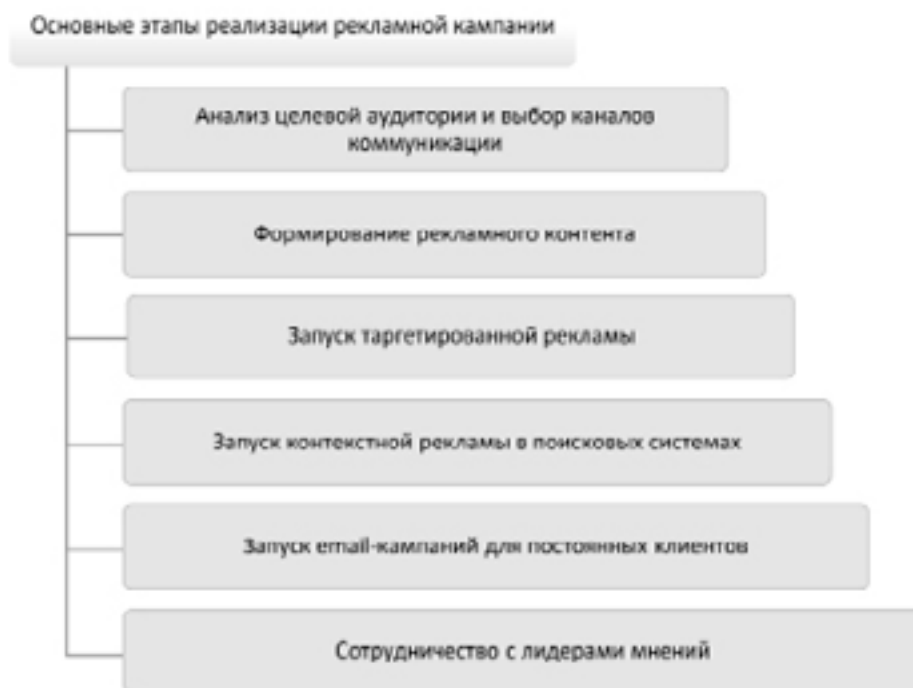 Основные этапы реализации рекламной кампании
Анализ целевой аудитории и выбор каналов
коммуникации
Формирование рекламного контента
Запуск таргетированной рекламы
Запуск контекстной рекламы в поисковых системах
Запуск email-кампаний для постоянных клиентов
Сотрудничество с лидерами мнений